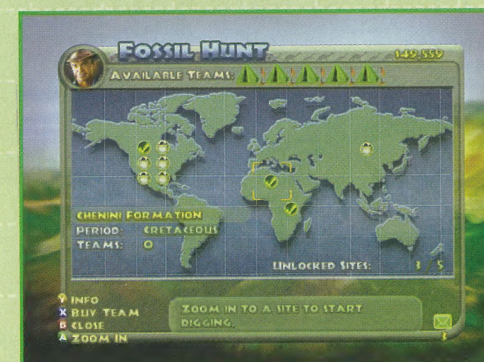 FOSSIL HUNT
149,559
AVAILABLE TEAMS:
CHENINI FORMATION
PERIOD: CRETACEOUS
TEAMS: 0
UNLOCKED SITES: 3 / 5
Y INFO
X BUY TEAM
B CLOSE
A ZOOM IN
ZOOM IN TO A SITE TO START
DIGGING.
3